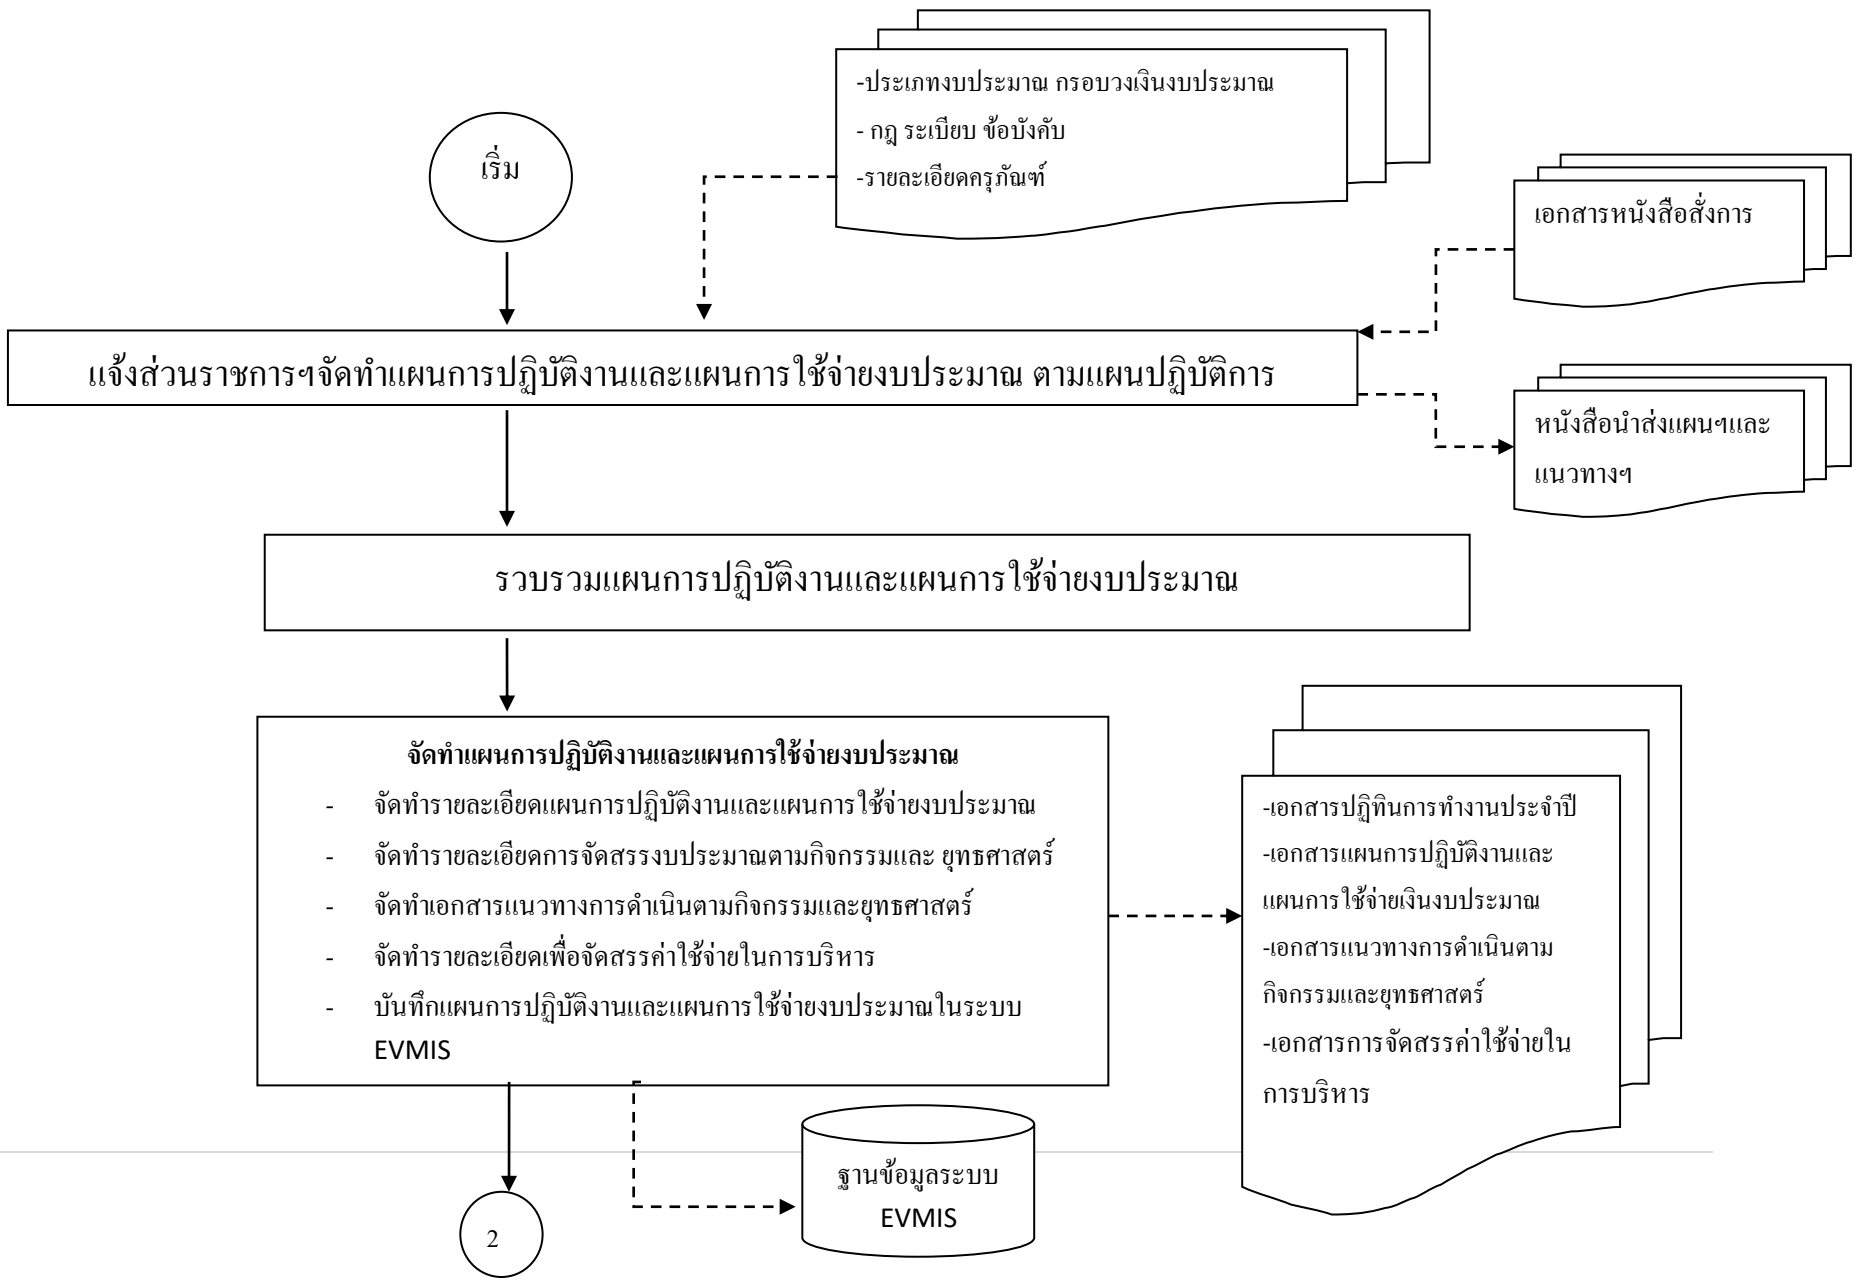 -ประเภทงบประมาณ กรอบวงเงินงบประมาณ
- กฎ ระเบียบ ข้อบังคับ
-รายละเอียดครุภัณฑ์
เริ่ม
เอกสารหนังสือสั่งการ
แจ้งส่วนราชการฯจัดทำแผนการปฏิบัติงานและแผนการใช้จ่ายงบประมาณ ตามแผนปฏิบัติการ
หนังสือนำส่งแผนฯและ
แนวทางฯ
รวบรวมแผนการปฏิบัติงานและแผนการใช้จ่ายงบประมาณ
จัดทำแผนการปฏิบัติงานและแผนการใช้จ่ายงบประมาณ
- จัดทำรายละเอียดแผนการปฏิบัติงานและแผนการใช้จ่ายงบประมาณ
- จัดทำรายละเอียดการจัดสรรงบประมาณตามกิจกรรมและ ยุทธศาสตร์
- จัดทำเอกสารแนวทางการดำเนินตามกิจกรรมและยุทธศาสตร์
- จัดทำรายละเอียดเพื่อจัดสรรค่าใช้จ่ายในการบริหาร
- บันทึกแผนการปฏิบัติงานและแผนการใช้จ่ายงบประมาณในระบบ
EVMIS
-เอกสารปฏิทินการทำงานประจำปี
-เอกสารแผนการปฏิบัติงานและ
แผนการใช้จ่ายเงินงบประมาณ
-เอกสารแนวทางการดำเนินตาม
กิจกรรมและยุทธศาสตร์
-เอกสารการจัดสรรค่าใช้จ่ายใน
การบริหาร
ฐานข้อมูลระบบ
EVMIS
2